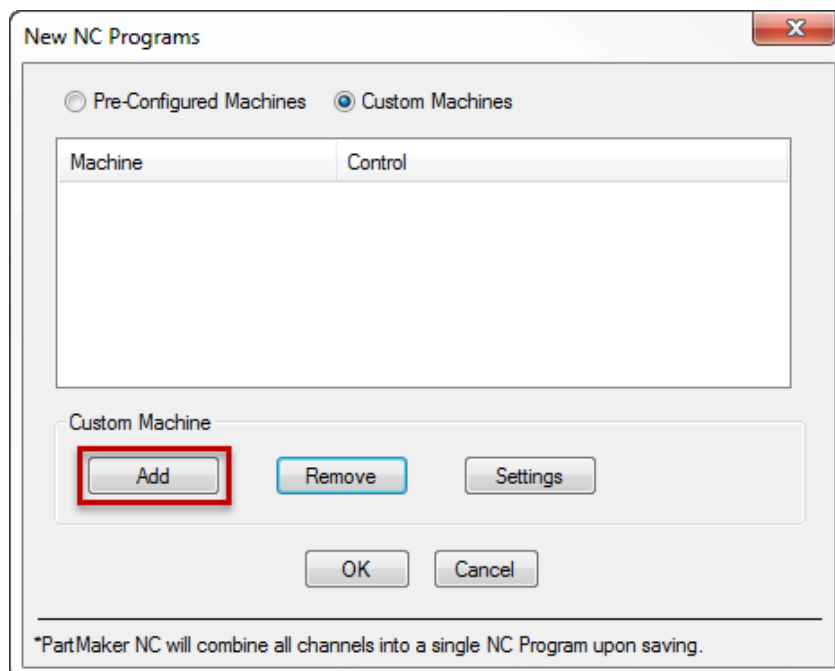 New NC Programs
Pre-Configured Machines Custom Machines
Machine Control
Custom Machine
Add Remove Settings
OK Cancel
*PartMaker NC will combine all channels into a single NC Program upon saving.